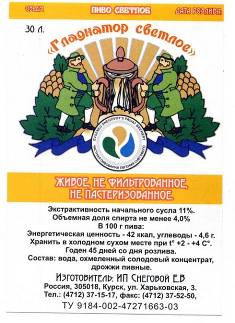 ПИВО СВЕТЛОЕ
ДАТА РОЗЛИВА:
30 л.
«Гладиатор светлое»
ЖИВОЕ, НЕ ФИЛЬТРОВАННОЕ,
НЕ ПАСТЕРИЗОВАННОЕ.
Экстрактивность начального сусла 11%.
Объемная доля спирта не менее 4,0%
В 100 г пива:
Энергетическая ценность - 42 ккал, углеводы - 4,6 г.
Хранить в холодном сухом месте при t° +2 - +4 С°.
Годен 45 дней со дня розлива.
Состав: вода, охмеленный солодовый концентрат,
дрожжи пивные.
Изготовитель: ИП Снеговой Е.В
Россия, 305018, Курск, ул. Харьковская, 3.
Тел.: (4712) 37-15-17, факс: (4712) 37-52-50,
ТУ 9184-002-47271663-03